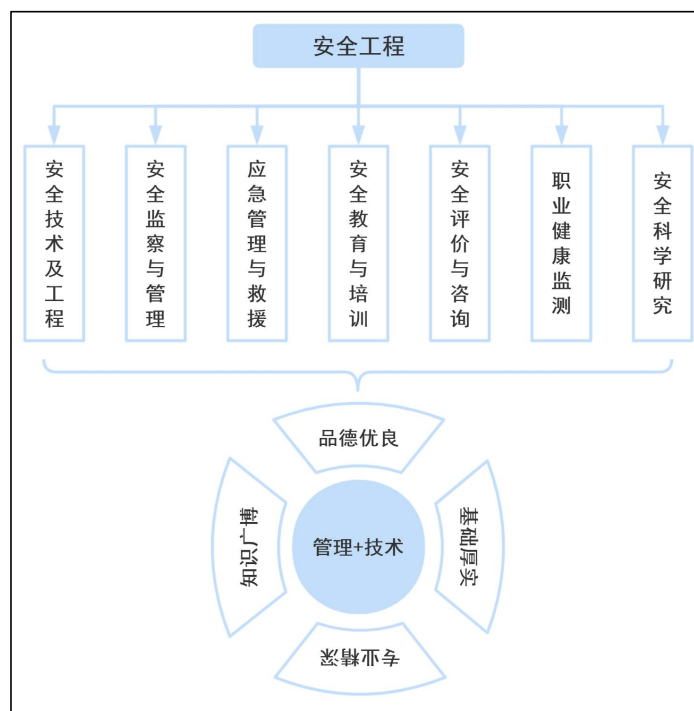 安全工程
安全技术及工程
安全监察与管理
应急管理与救援
安全教育与培训
安全评价与咨询
职业健康监测
安全科学研究
品德优良
知识广博
管理+技术
基础厚实
专业精深